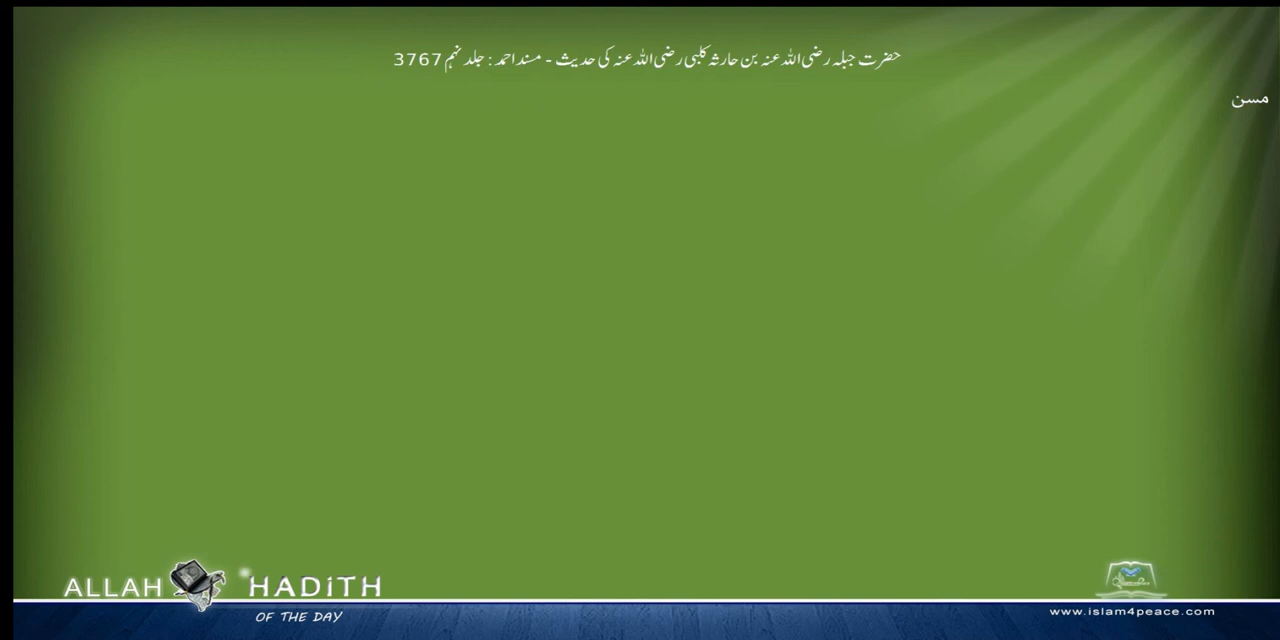 حضرت جبلہ رضی اللہ عنہ بن حارثہ کلبی رضی اللہ عنہ کی حدیث - مسند احمد : جلد نہم 3767
مسن
ALLAH HADITH
OF THE DAY
www.islam4peace.com